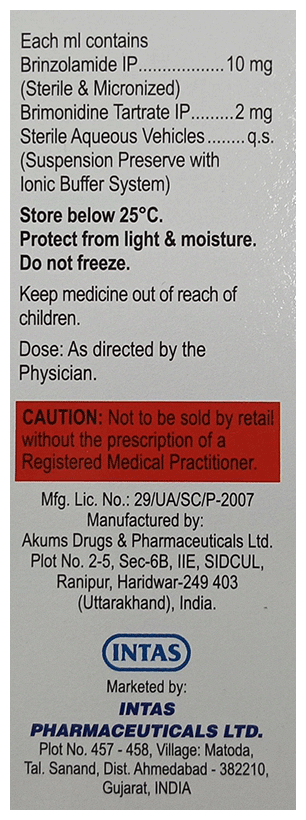 Each ml contains
Brinzolamide IP..................10 mg
(Sterile & Micronized)
Brimonidine Tartrate IP.........2 mg
Sterile Aqueous Vehicles........q.s.
(Suspension Preserve with
Ionic Buffer System)
Store below 25°C.
Protect from light & moisture.
Do not freeze.
Keep medicine out of reach of
children.
Dose: As directed by the
Physician.
CAUTION: Not to be sold by retail
without the prescription of a
Registered Medical Practitioner.
Mfg. Lic. No.: 29/UA/SC/P-2007
Manufactured by:
Akums Drugs & Pharmaceuticals Ltd.
Plot No. 2-5, Sec-6B, IIE, SIDCUL,
Ranipur, Haridwar-249 403
(Uttarakhand), India.
INTAS
Marketed by:
INTAS
PHARMACEUTICALS LTD.
Plot No. 457 - 458, Village: Matoda,
Tal. Sanand, Dist. Ahmedabad - 382210,
Gujarat, INDIA